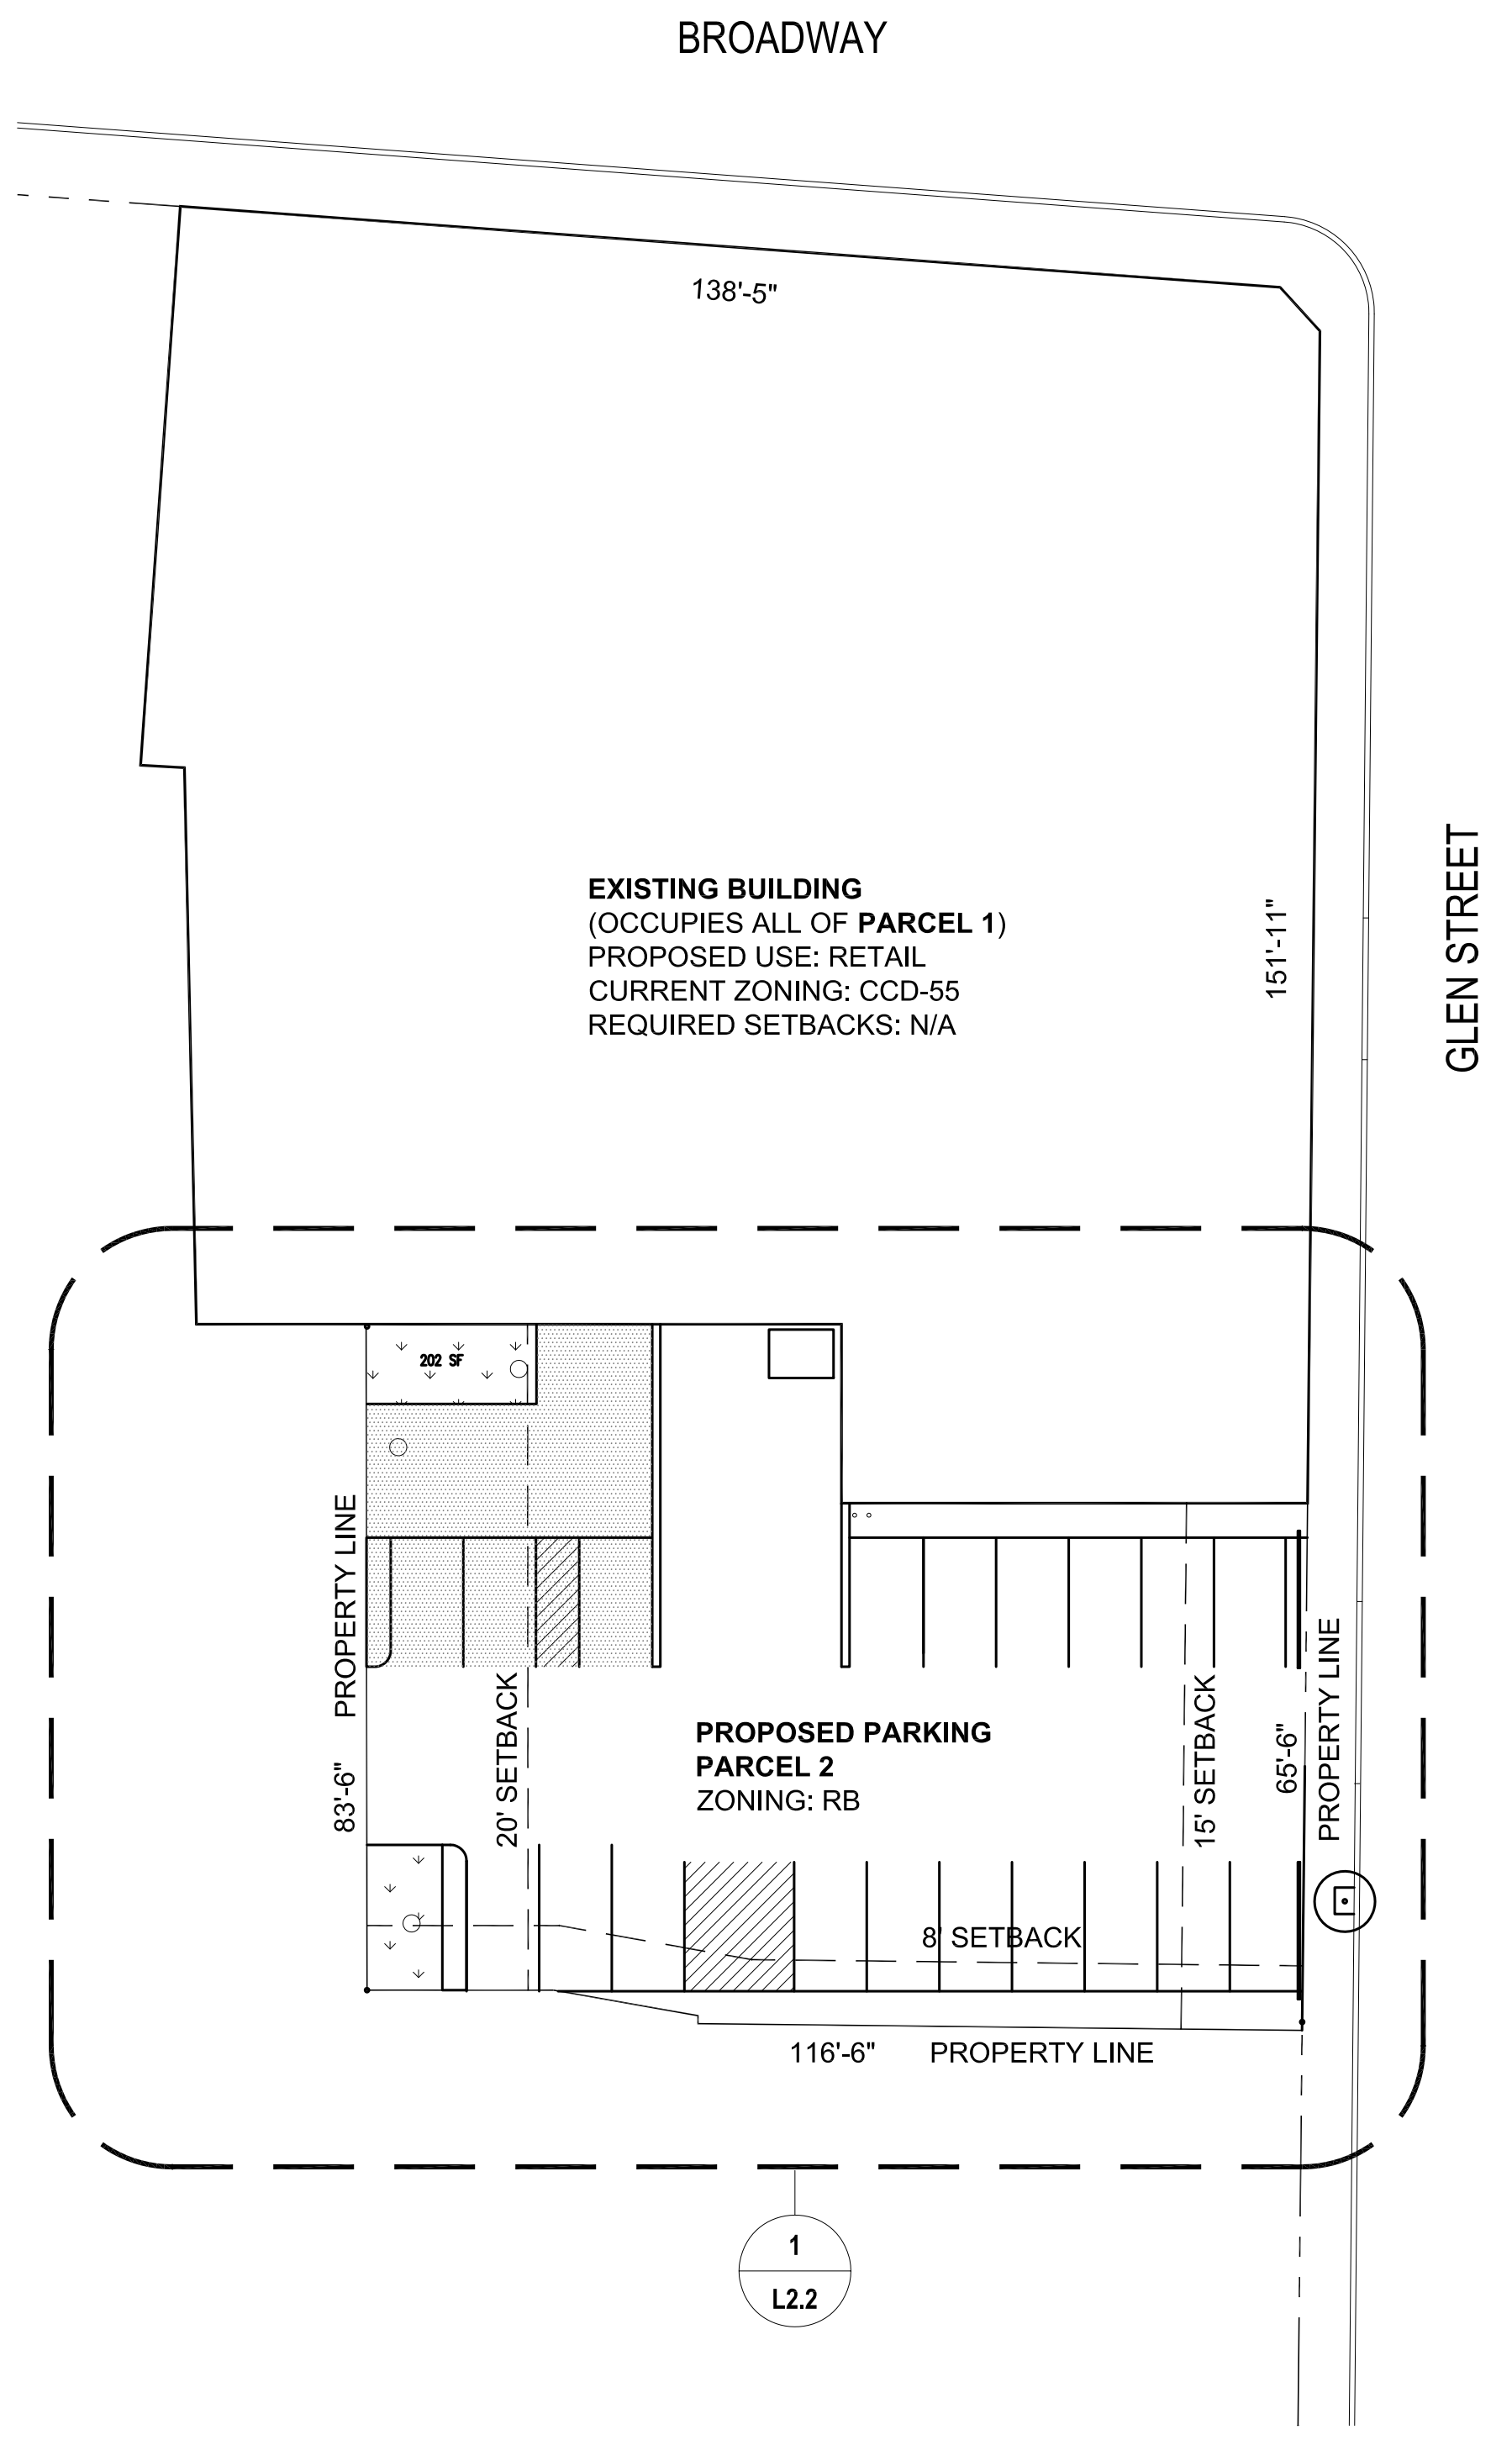 BROADWAY
138'-5"
EXISTING BUILDING
(OCCUPIES ALL OF PARCEL 1)
PROPOSED USE: RETAIL
CURRENT ZONING: CCD-55
REQUIRED SETBACKS: N/A
151'-11"
GLEN STREET
202 SF
PROPERTY LINE
83'-6"
20' SETBACK
PROPOSED PARKING
PARCEL 2
ZONING: RB
15' SETBACK
65'-6"
PROPERTY LINE
8' SETBACK
116'-6" PROPERTY LINE
1
L2.2